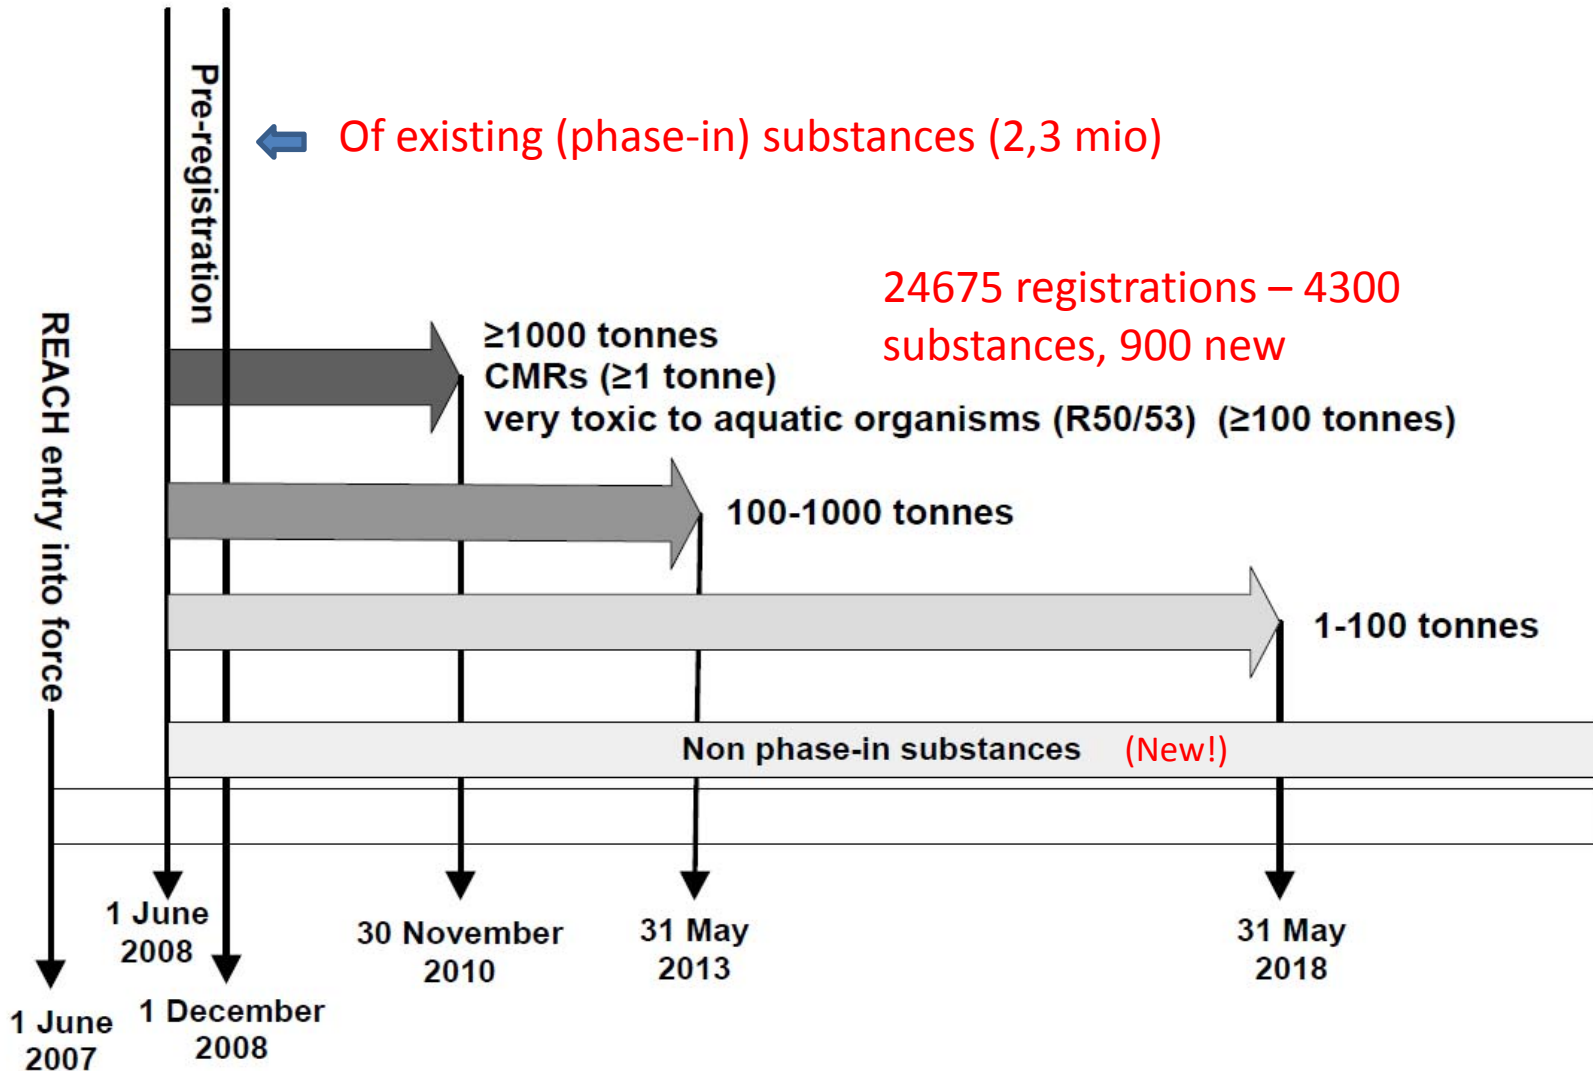 Pre-registration
Of existing (phase-in) substances (2,3 mio)
24675 registrations – 4300
substances, 900 new
REACH entry into force
≥1000 tonnes
CMRs (≥1 tonne)
very toxic to aquatic organisms (R50/53) (≥100 tonnes)
100-1000 tonnes
1-100 tonnes
Non phase-in substances (New!)
1 June
2008
30 November
2010
31 May
2013
31 May
2018
1 June
2007
1 December
2008